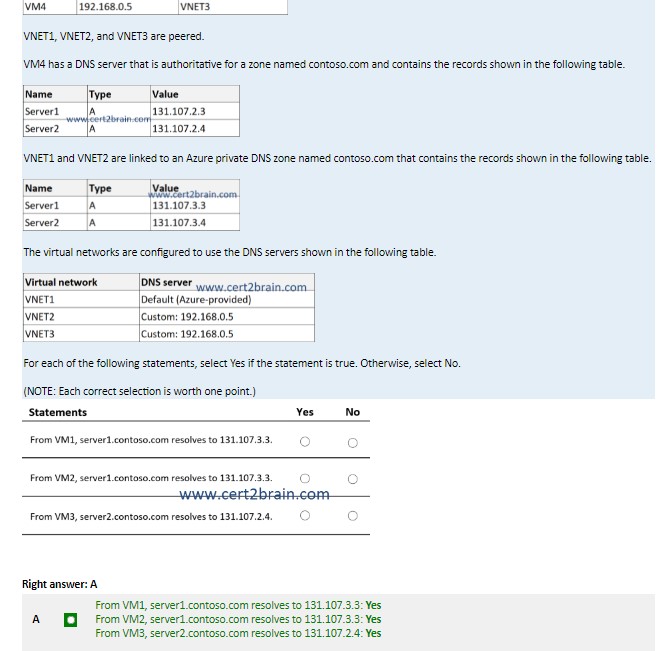 VM4 192.168.0.5 VNET3
VNET1, VNET2, and VNET3 are peered.
VM4 has a DNS server that is authoritative for a zone named contoso.com and contains the records shown in the following table.
Name Type Value
Server1 A 131.107.2.3
www.cert2brain.com
Server2 A 131.107.2.4
VNET1 and VNET2 are linked to an Azure private DNS zone named contoso.com that contains the records shown in the following table.
Name Type Value
www.cert2brain.com
Server1 A 131.107.3.3
Server2 A 131.107.3.4
The virtual networks are configured to use the DNS servers shown in the following table.
Virtual network DNS server
www.cert2brain.com
VNET1 Default (Azure-provided)
VNET2 Custom: 192.168.0.5
VNET3 Custom: 192.168.0.5
For each of the following statements, select Yes if the statement is true. Otherwise, select No.
(NOTE: Each correct selection is worth one point.)
Statements Yes No
From VM1, server1.contoso.com resolves to 131.107.3.3.
From VM2, server1.contoso.com resolves to 131.107.3.3.
www.cert2brain.com
From VM3, server2.contoso.com resolves to 131.107.2.4.
Right answer: A
From VM1, server1.contoso.com resolves to 131.107.3.3: Yes
A From VM2, server1.contoso.com resolves to 131.107.3.3: Yes
From VM3, server2.contoso.com resolves to 131.107.2.4: Yes